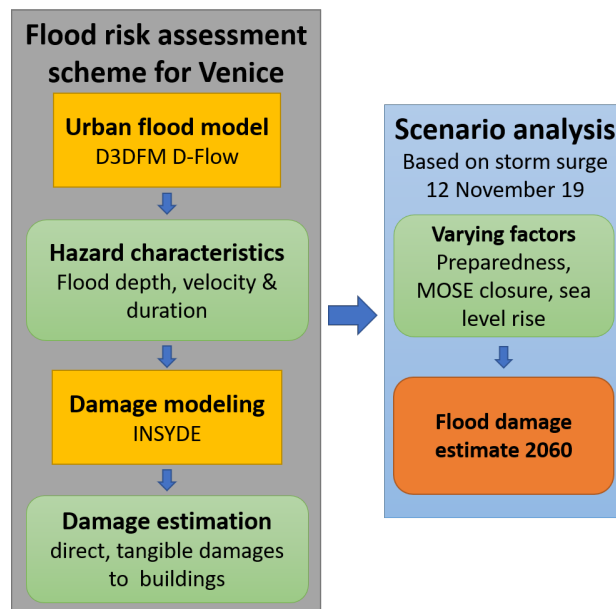 Flood risk assessment
scheme for Venice
Urban flood model
D3DFM D-Flow
Hazard characteristics
Flood depth, velocity &
duration
Damage modeling
INSYDE
Damage estimation
direct, tangible damages
to buildings
Scenario analysis
Based on storm surge
12 November 19
Varying factors
Preparedness,
MOSE closure, sea
level rise
Flood damage
estimate 2060